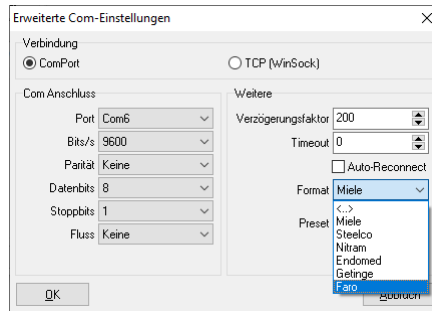 Erweiterte Com-Einstellungen
Verbindung
ComPort
TCP (WinSock)
Com Anschluss
Port Com6
Bits/s 9600
Parität Keine
Datenbits 8
Stoppbits 1
Fluss Keine
Weitere
Verzögerungsfaktor 200
Timeout 0
Auto-Reconnect
Format Miele
<..>
Miele
Steelco
Nitram
Endomed
Getinge
Faro
Preset
OK
Abbruch